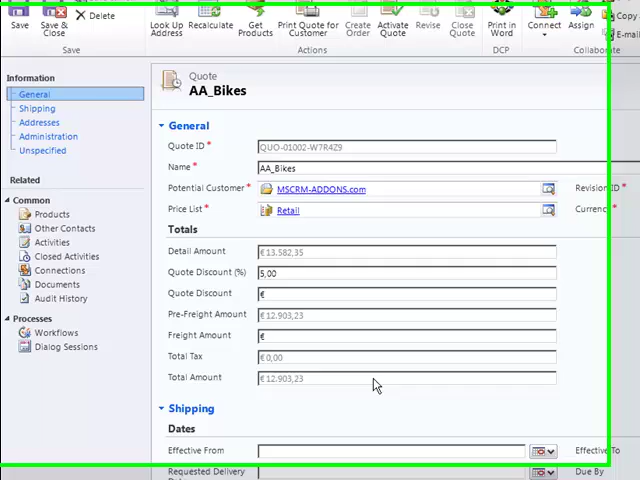 Save
Save & Close
Delete
Save
Look Up Address
Recalculate
Get Products
Print Quote for Customer
Create Order
Activate Quote
Revise
Close Quote
Actions
Print in Word
DCP
Connect
Assign
Copy
E-mail
Collaborate
Information
General
Shipping
Addresses
Administration
Unspecified
Related
Common
Products
Other Contacts
Activities
Closed Activities
Connections
Documents
Audit History
Processes
Workflows
Dialog Sessions
Quote
AA_Bikes
General
Quote ID * QUO-01002-W7R4Z9
Name * AA_Bikes
Potential Customer * MSCRM-ADDONS.com Revision ID *
Price List * Retail Currenc *
Totals
Detail Amount € 13.582,35
Quote Discount (%) 5,00
Quote Discount €
Pre-Freight Amount € 12.903,23
Freight Amount €
Total Tax € 0,00
Total Amount € 12.903,23
Shipping
Dates
Effective From Effective To
Requested Delivery Due By